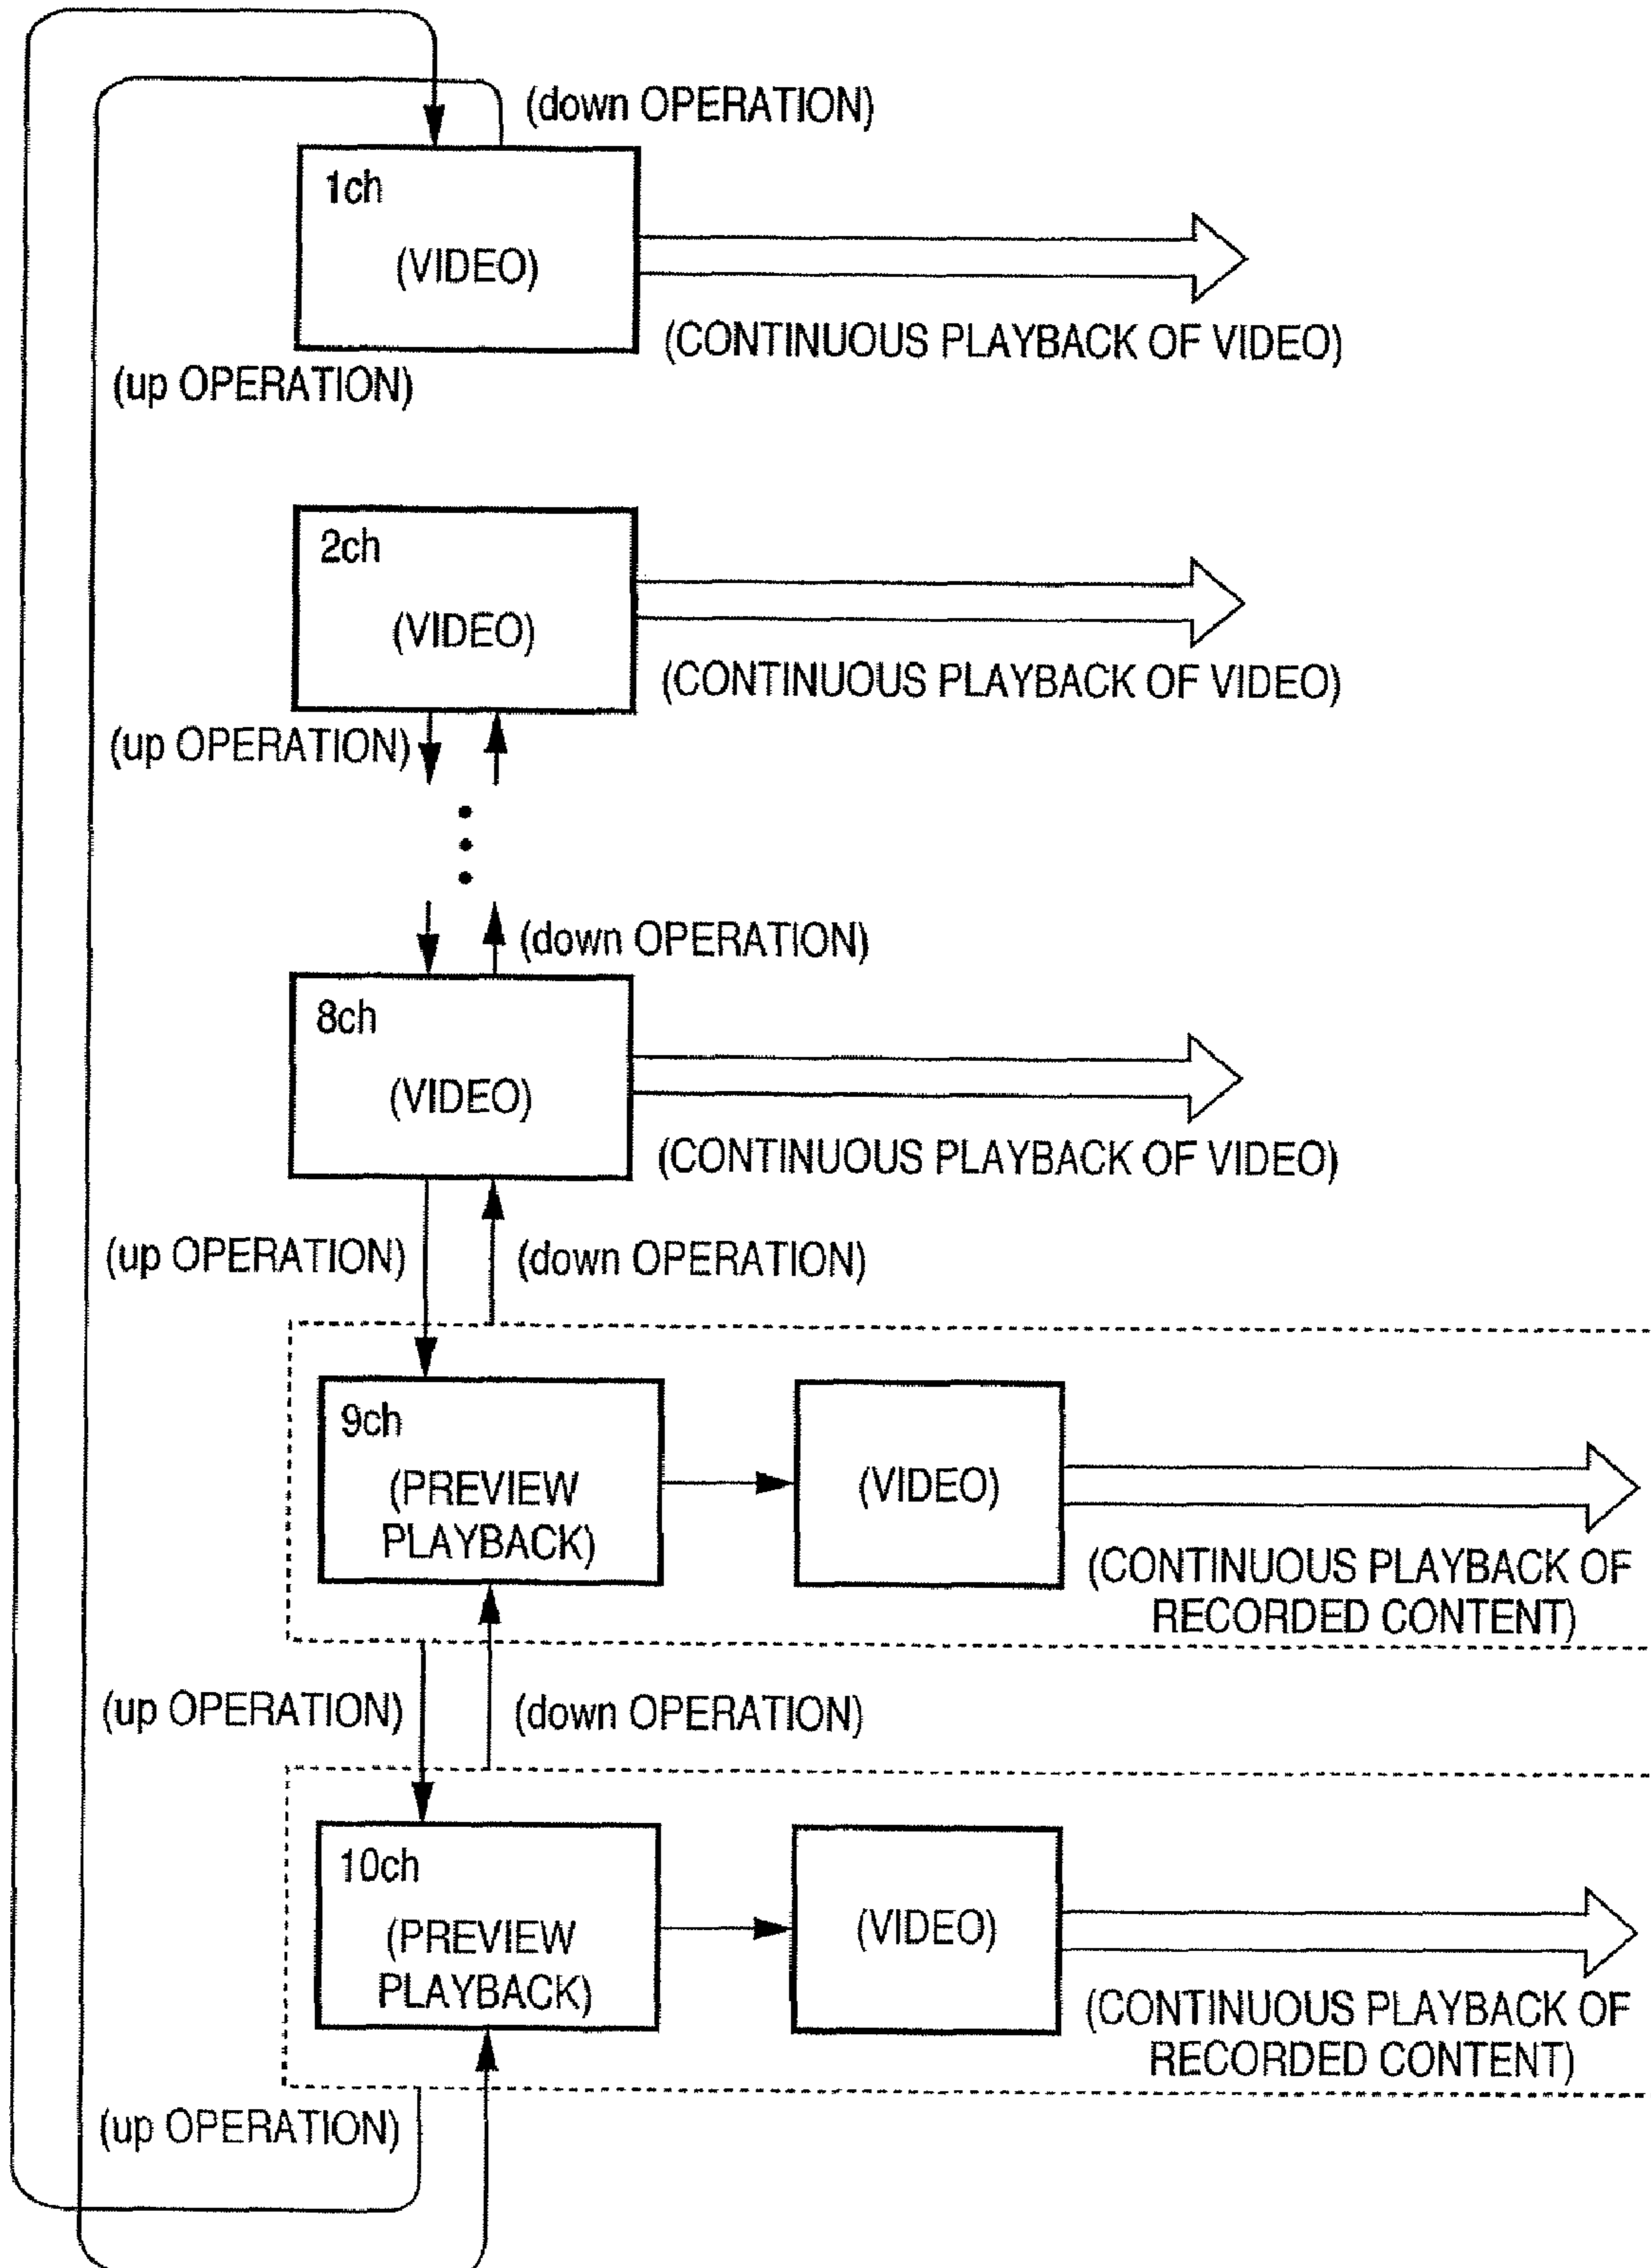 (down OPERATION)
1ch
(VIDEO)
(CONTINUOUS PLAYBACK OF VIDEO)
(up OPERATION)
2ch
(VIDEO)
(CONTINUOUS PLAYBACK OF VIDEO)
(up OPERATION)
(down OPERATION)
8ch
(VIDEO)
(CONTINUOUS PLAYBACK OF VIDEO)
(up OPERATION)
(down OPERATION)
9ch
(PREVIEW
PLAYBACK)
(VIDEO)
(CONTINUOUS PLAYBACK OF
RECORDED CONTENT)
(up OPERATION)
(down OPERATION)
10ch
(PREVIEW
PLAYBACK)
(VIDEO)
(CONTINUOUS PLAYBACK OF
RECORDED CONTENT)
(up OPERATION)